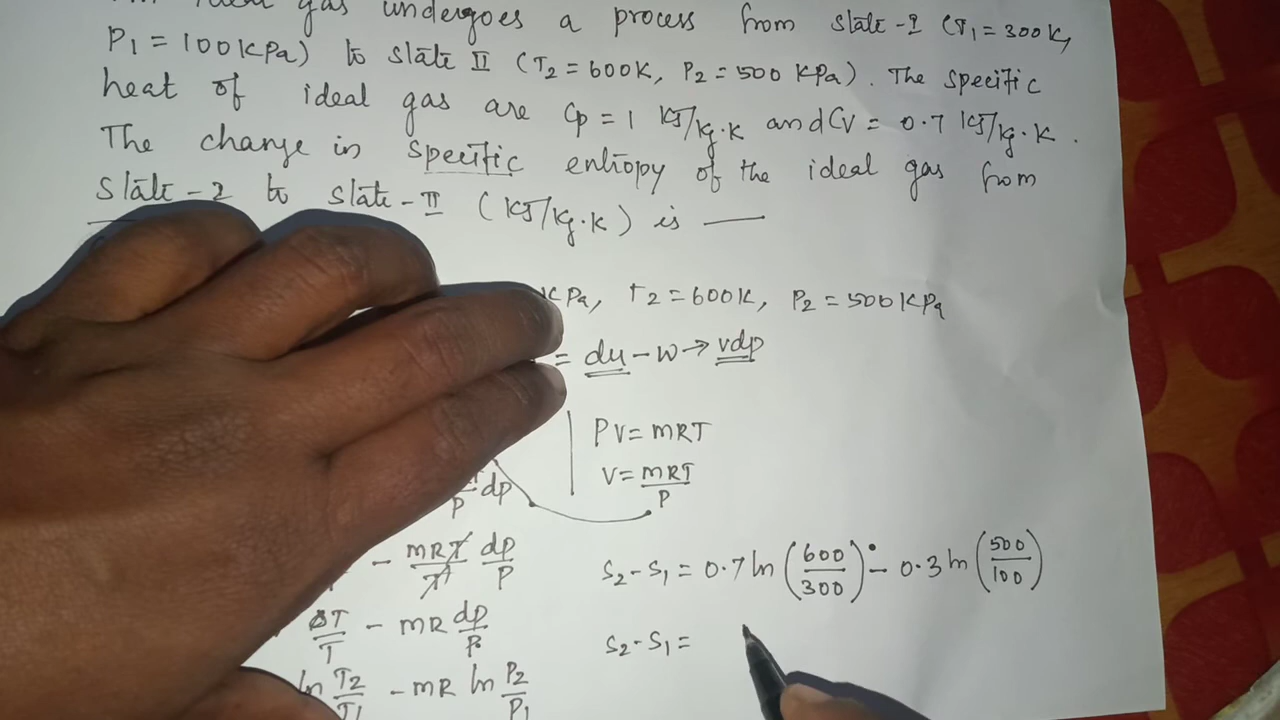 ideal gas undergoes a process from State-I (T1 = 300K,
P1 = 100 KPa) to State II (T2 = 600K, P2 = 500 KPa). The Specific
heat of ideal gas are Cp = 1 KJ/kg.K and Cv = 0.7 KJ/kg.K.
The change in Specific entropy of the ideal gas from
State-I to State-II (KJ/kg.K) is ——
KPa, T2 = 600K, P2 = 500 KPa
= du - w → vdp
PV = mRT
V = mRT/P
/P dp
- mRT/T dp/P
S2-S1 = 0.7 ln (600/300) - 0.3 ln (500/100)
/T - mR dp/P
S2-S1 =
ln T2/T1 - mR ln P2/P1